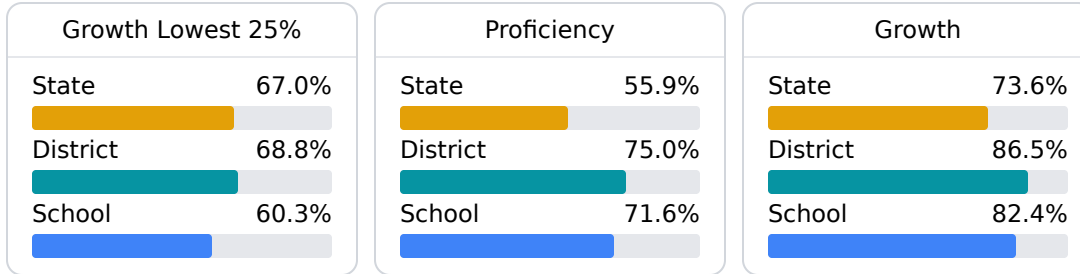 Growth Lowest 25%
State 67.0%
District 68.8%
School 60.3%
Proficiency
State 55.9%
District 75.0%
School 71.6%
Growth
State 73.6%
District 86.5%
School 82.4%